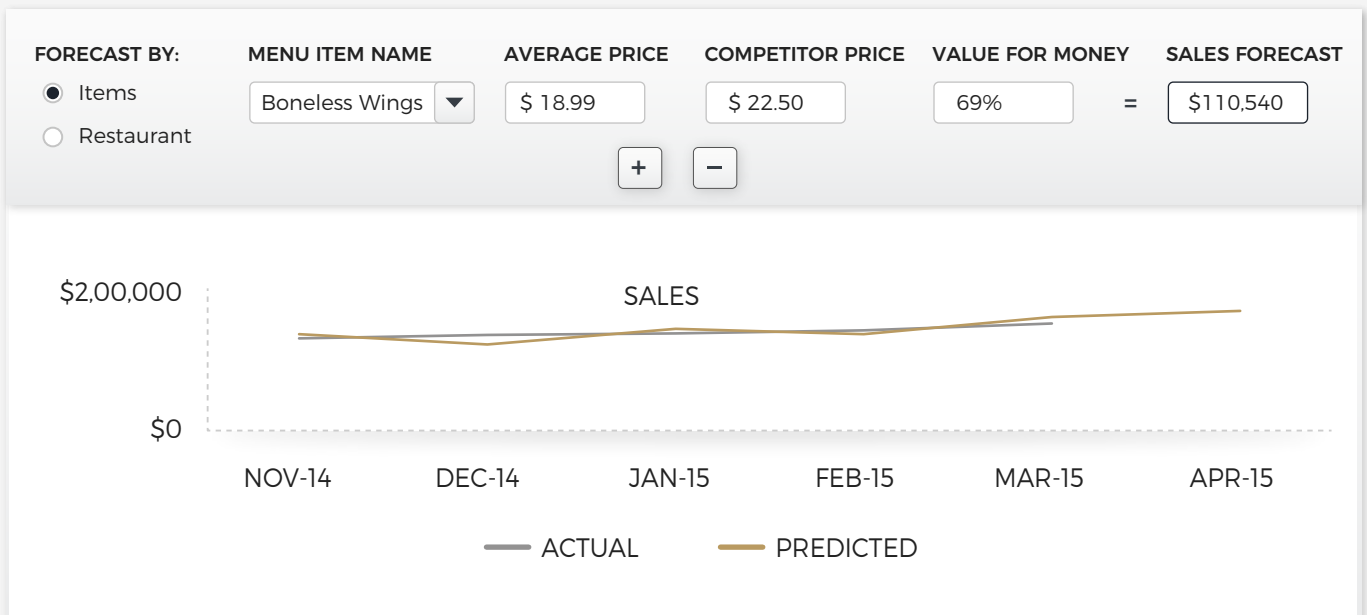 FORECAST BY: MENU ITEM NAME AVERAGE PRICE COMPETITOR PRICE VALUE FOR MONEY SALES FORECAST
Items Boneless Wings $ 18.99 $ 22.50 69% = $110,540
Restaurant
+ −
$2,00,000
SALES
$0
NOV-14 DEC-14 JAN-15 FEB-15 MAR-15 APR-15
ACTUAL PREDICTED